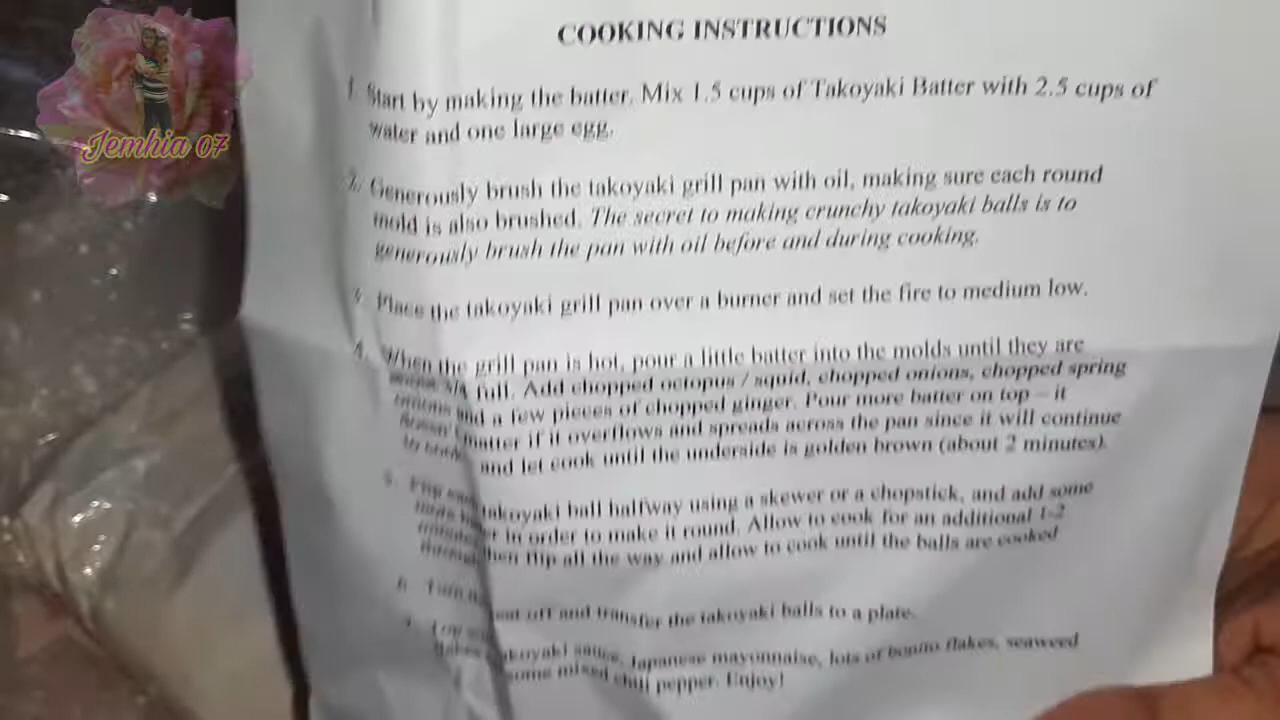 Jemhia 07
COOKING INSTRUCTIONS
1. Start by making the batter. Mix 1.5 cups of Takoyaki Batter with 2.5 cups of
water and one large egg.
2. Generously brush the takoyaki grill pan with oil, making sure each round
mold is also brushed. The secret to making crunchy takoyaki balls is to
generously brush the pan with oil before and during cooking.
Place the takoyaki grill pan over a burner and set the fire to medium low.
4. When the grill pan is hot, pour a little batter into the molds until they are
full. Add chopped octopus / squid, chopped onions, chopped spring
onions and a few pieces of chopped ginger. Pour more batter on top – it
matter if it overflows and spreads across the pan since it will continue
and let cook until the underside is golden brown (about 2 minutes).
5. takoyaki ball halfway using a skewer or a chopstick, and add some
in order to make it round. Allow to cook for an additional 1-2
then flip all the way and allow to cook until the balls are cooked
6. Turn off and transfer the takoyaki balls to a plate.
takoyaki sauce, Japanese mayonnaise, lots of bonito flakes, seaweed
some mixed chili pepper. Enjoy!